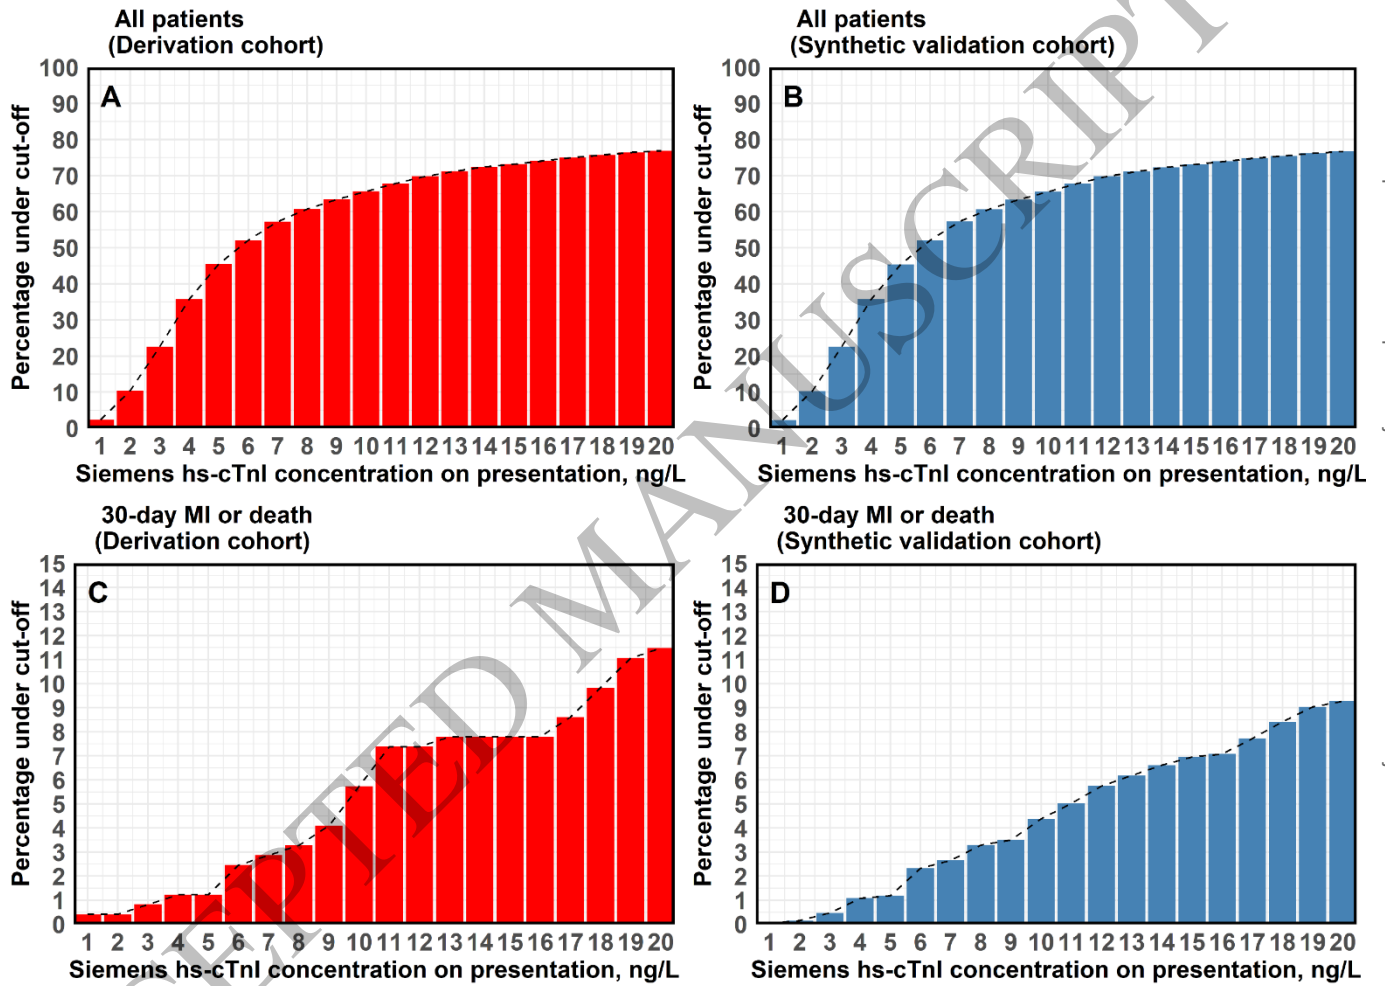 All patients
(Derivation cohort)
A
Percentage under cut-off
100
90
80
70
60
50
40
30
20
10
0
1 2 3 4 5 6 7 8 9 10 11 12 13 14 15 16 17 18 19 20
Siemens hs-cTnI concentration on presentation, ng/L
All patients
(Synthetic validation cohort)
B
Percentage under cut-off
100
90
80
70
60
50
40
30
20
10
0
1 2 3 4 5 6 7 8 9 10 11 12 13 14 15 16 17 18 19 20
Siemens hs-cTnI concentration on presentation, ng/L
30-day MI or death
(Derivation cohort)
C
Percentage under cut-off
15
14
13
12
11
10
9
8
7
6
5
4
3
2
1
0
1 2 3 4 5 6 7 8 9 10 11 12 13 14 15 16 17 18 19 20
Siemens hs-cTnI concentration on presentation, ng/L
30-day MI or death
(Synthetic validation cohort)
D
Percentage under cut-off
15
14
13
12
11
10
9
8
7
6
5
4
3
2
1
0
1 2 3 4 5 6 7 8 9 10 11 12 13 14 15 16 17 18 19 20
Siemens hs-cTnI concentration on presentation, ng/L
CEPTED MANUSCRIPT